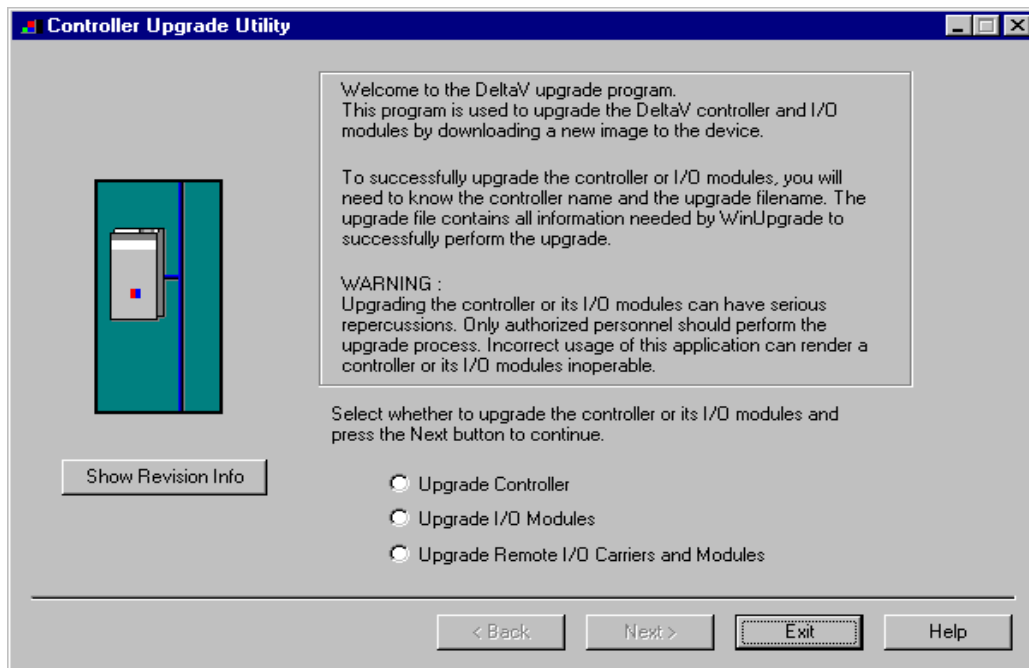 Controller Upgrade Utility
Welcome to the DeltaV upgrade program.
This program is used to upgrade the DeltaV controller and I/O
modules by downloading a new image to the device.
To successfully upgrade the controller or I/O modules, you will
need to know the controller name and the upgrade filename. The
upgrade file contains all information needed by WinUpgrade to
successfully perform the upgrade.
WARNING :
Upgrading the controller or its I/O modules can have serious
repercussions. Only authorized personnel should perform the
upgrade process. Incorrect usage of this application can render a
controller or its I/O modules inoperable.
Select whether to upgrade the controller or its I/O modules and
press the Next button to continue.
Show Revision Info
Upgrade Controller
Upgrade I/O Modules
Upgrade Remote I/O Carriers and Modules
< Back
Next >
Exit
Help